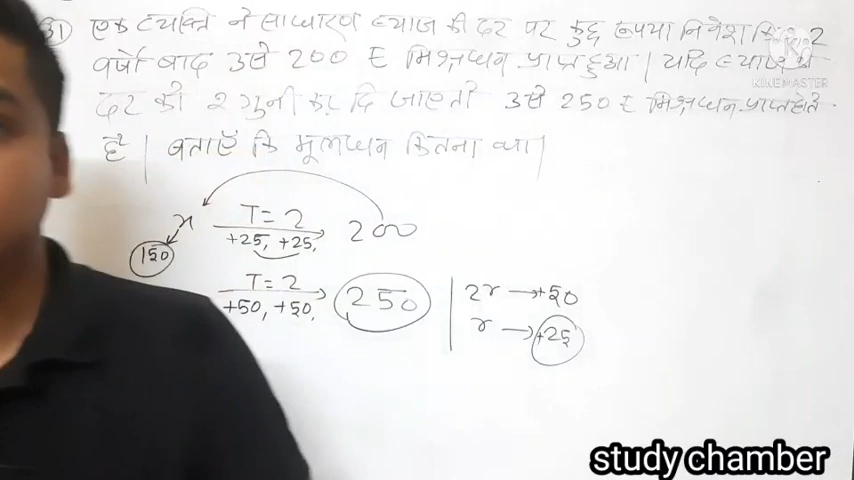 31) एक व्यक्ति ने साधारण ब्याज की दर पर कुछ रूपया निवेश 2
वर्षो बाद उसे 200 ₹ मिश्रधन प्राप्त हुआ | यदि ब्याज
दर को 2 गुनी कर दि जाए तो उसे 250 ₹ मिश्रधन प्राप्त होते
है | बताएँ कि मूलधन कितना था |
KINEMASTER
r T= 2 200
+25, +25,
150
T= 2 250 2r → +50
+50, +50,
r → +25
study chamber